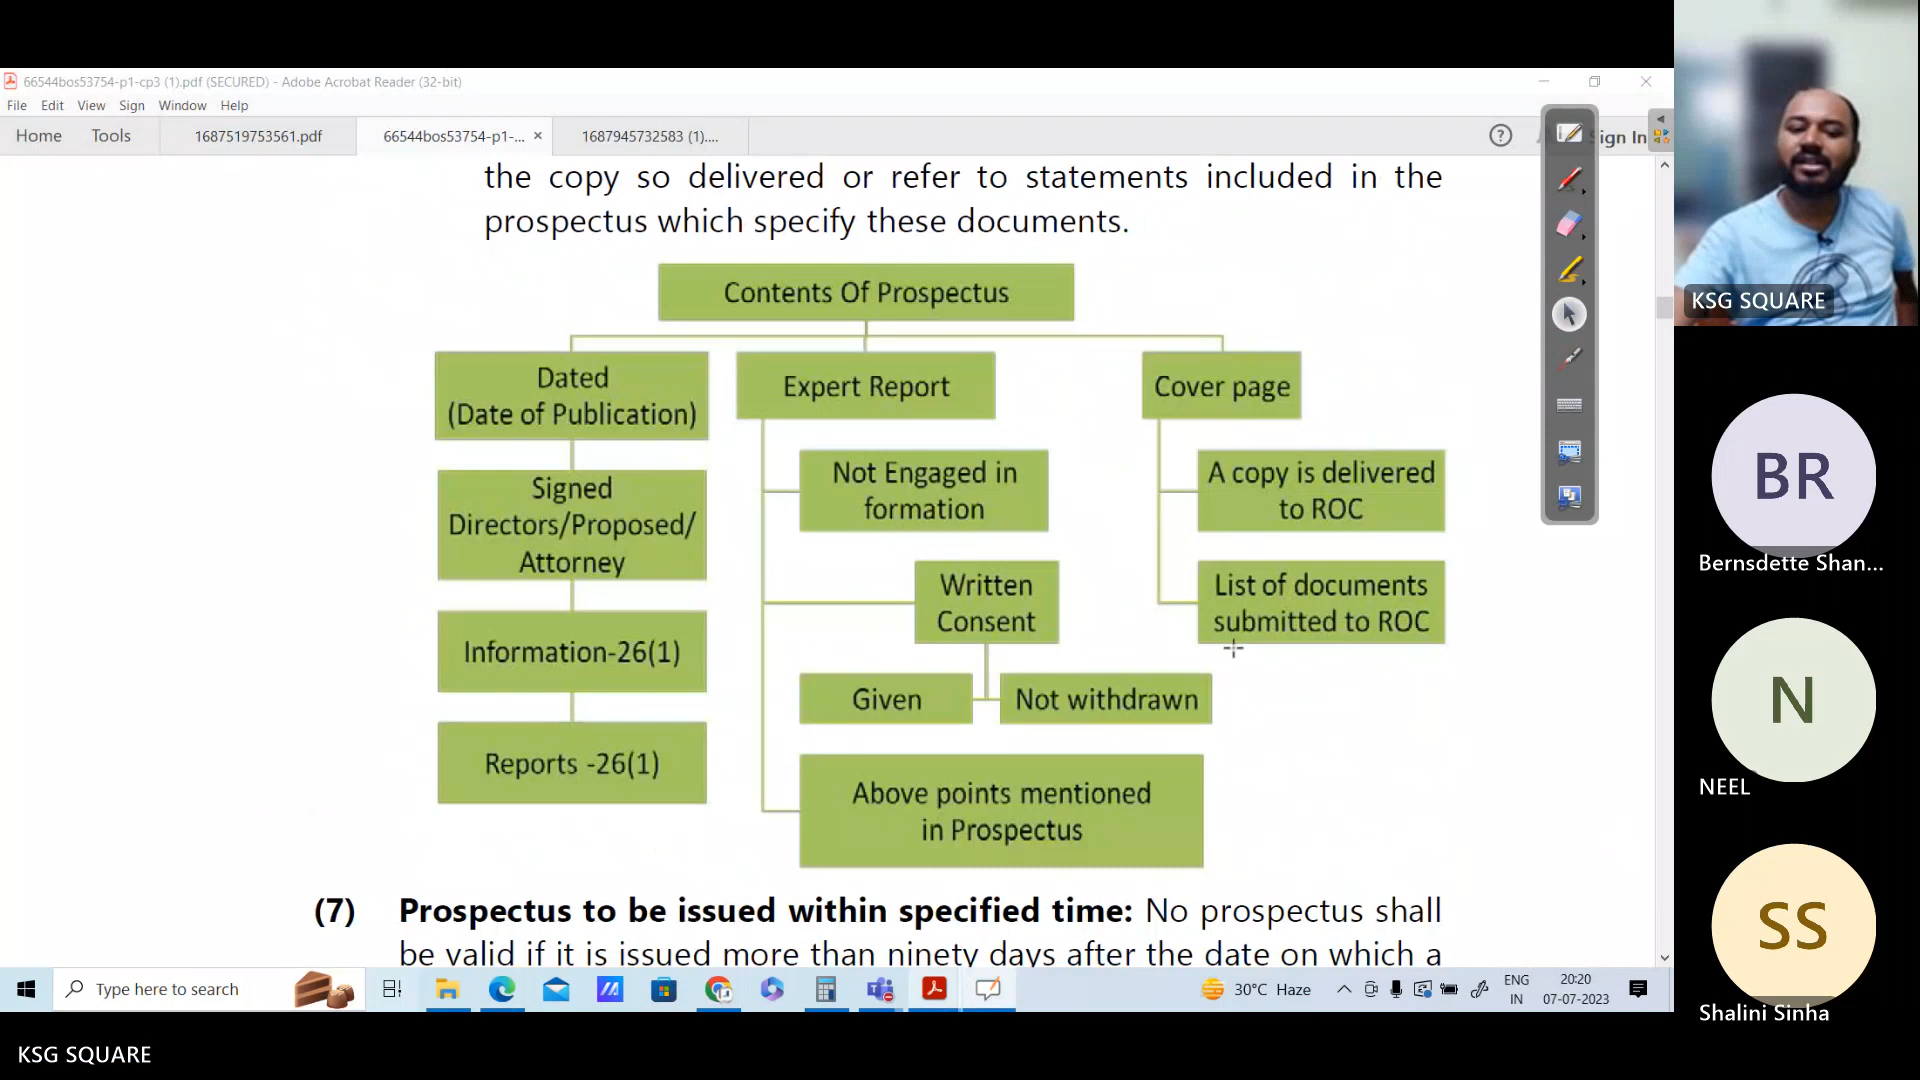 66544bos53754-p1-cp3 (1).pdf (SECURED) - Adobe Acrobat Reader (32-bit)
File Edit View Sign Window Help
Home Tools 1687519753561.pdf 66544bos53754-p1-... × 1687945732583 (1).... Sign In
the copy so delivered or refer to statements included in the
prospectus which specify these documents.
Contents Of Prospectus
Dated
(Date of Publication)
Signed
Directors/Proposed/
Attorney
Information-26(1)
Reports -26(1)
Expert Report
Not Engaged in
formation
Written
Consent
Given
Not withdrawn
Above points mentioned
in Prospectus
Cover page
A copy is delivered
to ROC
List of documents
submitted to ROC
(7) Prospectus to be issued within specified time: No prospectus shall
be valid if it is issued more than ninety days after the date on which a
Type here to search
30°C Haze
ENG
IN
20:20
07-07-2023
KSG SQUARE
KSG SQUARE
BR
Bernsdette Shan...
N
NEEL
SS
Shalini Sinha